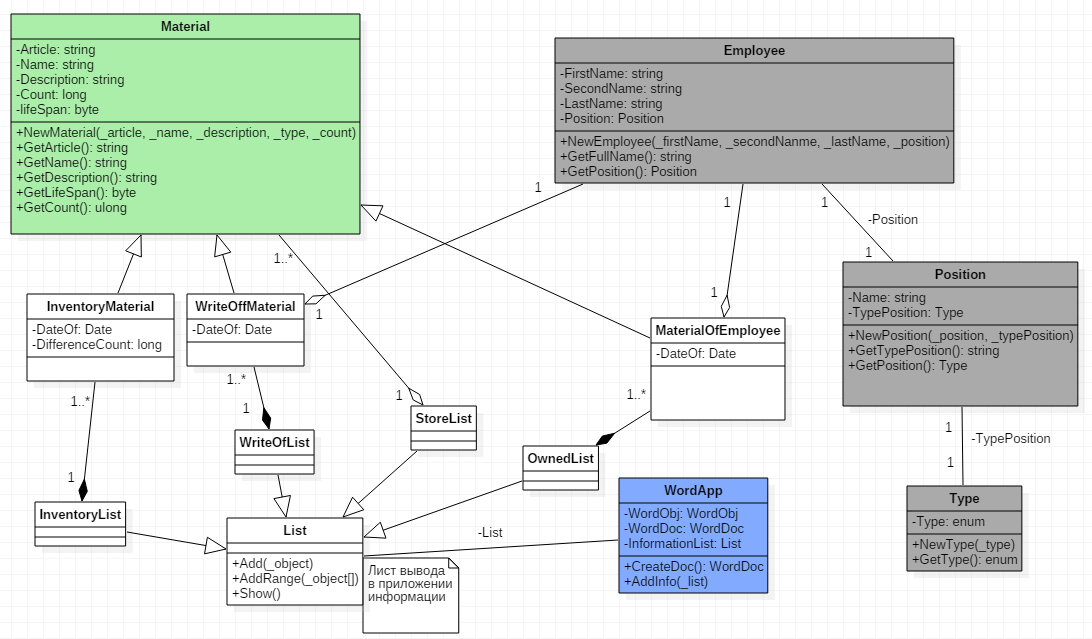 Material
-Article: string
-Name: string
-Description: string
-Count: long
-lifeSpan: byte
+NewMaterial(_article, _name, _description, _type, _count)
+GetArticle(): string
+GetName(): string
+GetDescription(): string
+GetLifeSpan(): byte
+GetCount(): ulong
Employee
-FirstName: string
-SecondName: string
-LastName: string
-Position: Position
+NewEmployee(_firstName, _secondNanme, _lastName, _position)
+GetFullName(): string
+GetPosition(): Position
1
1
1
-Position
1
1..*
1
1
InventoryMaterial
-DateOf: Date
-DifferenceCount: long
WriteOffMaterial
-DateOf: Date
MaterialOfEmployee
-DateOf: Date
Position
-Name: string
-TypePosition: Type
+NewPosition(_position, _typePosition)
+GetTypePosition(): string
+GetPosition(): Type
1..*
1
1..*
1
1
1..*
1
-TypePosition
1
StoreList
WriteOfList
OwnedList
InventoryList
List
+Add(_object)
+AddRange(_object[])
+Show()
-List
Лист вывода
в приложении
информации
WordApp
-WordObj: WordObj
-WordDoc: WordDoc
-InformationList: List
+CreateDoc(): WordDoc
+AddInfo(_list)
Type
-Type: enum
+NewType(_type)
+GetType(): enum